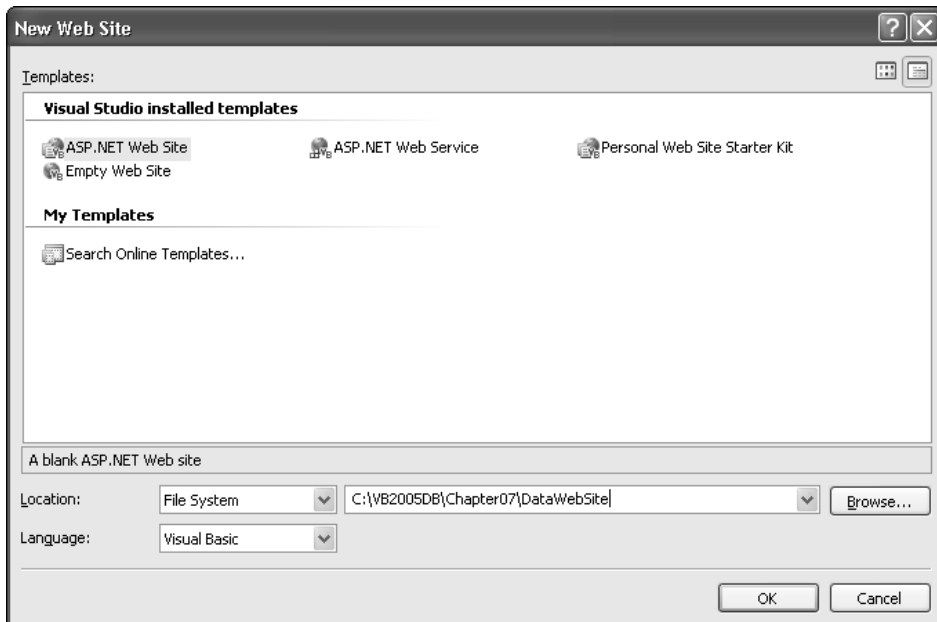 New Web Site
Templates:
Visual Studio installed templates
ASP.NET Web Site
ASP.NET Web Service
Personal Web Site Starter Kit
Empty Web Site
My Templates
Search Online Templates...
A blank ASP.NET Web site
Location:
File System
C:\VB2005DB\Chapter07\DataWebSite
Browse...
Language:
Visual Basic
OK
Cancel